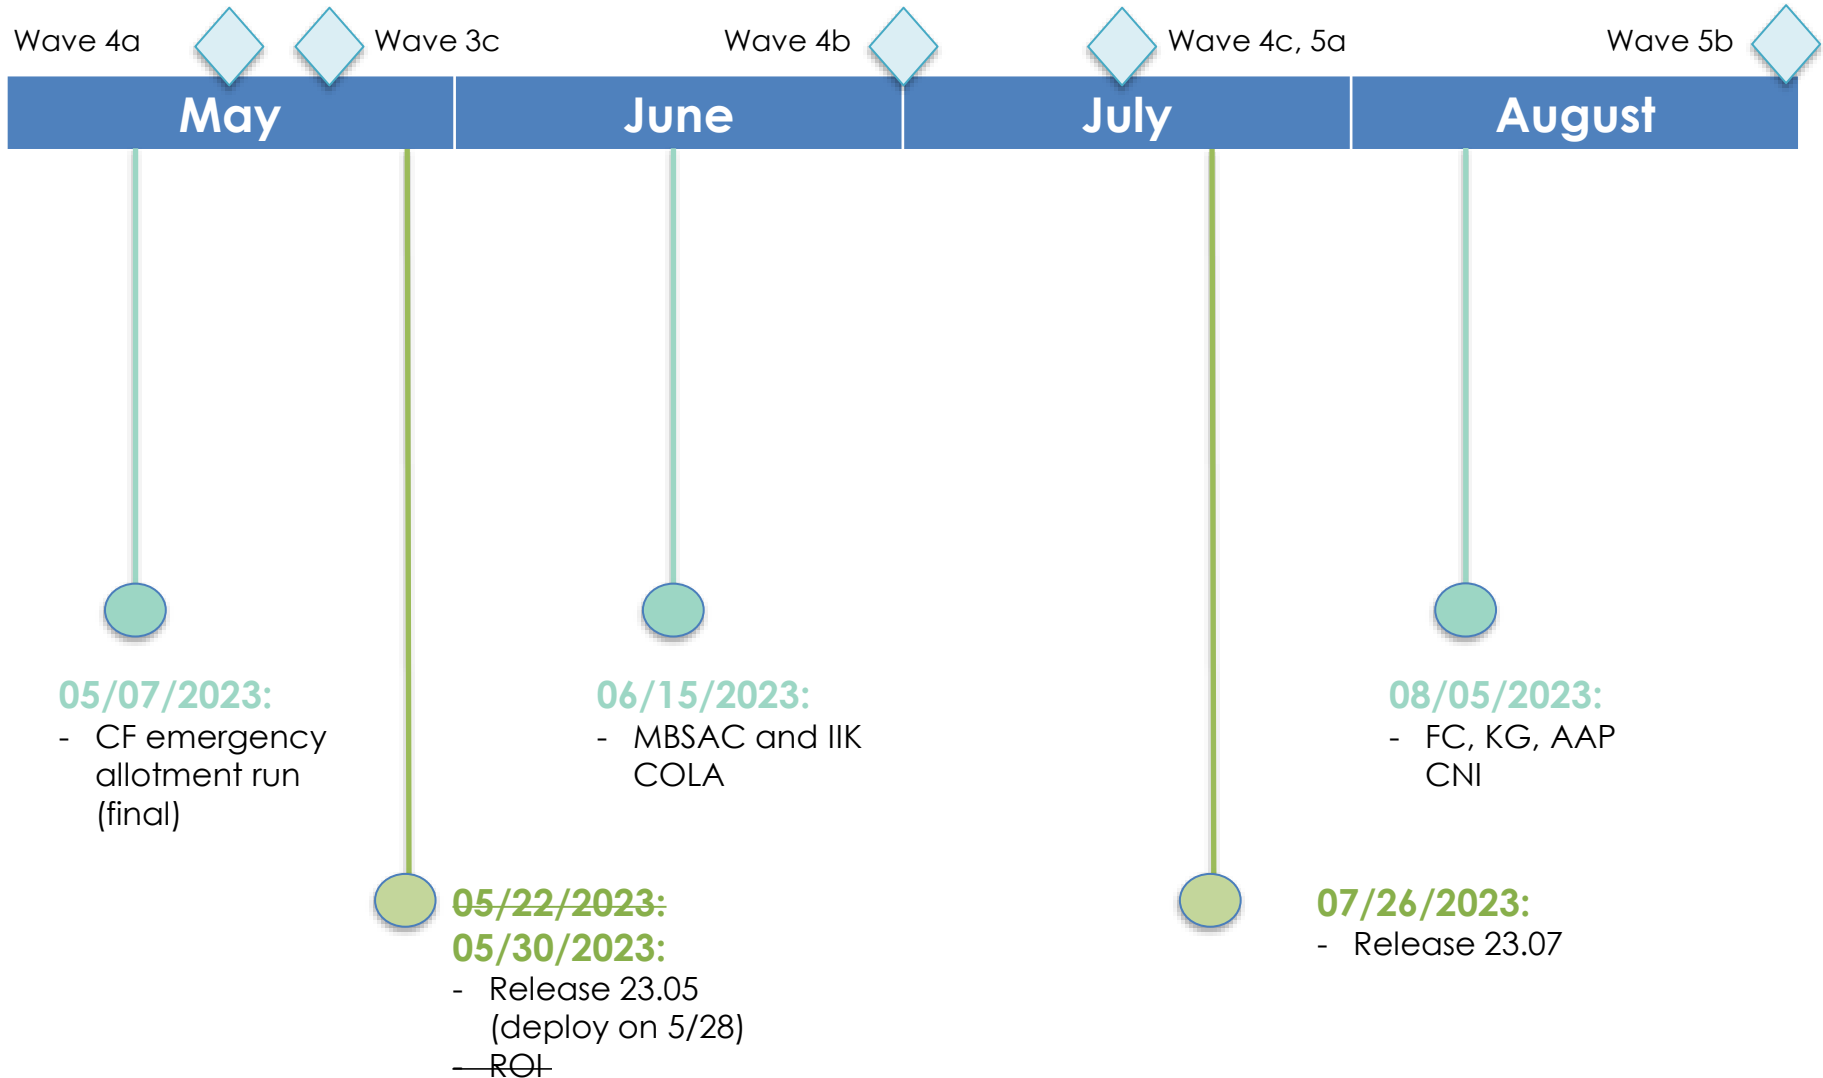 Wave 4a
Wave 3c
Wave 4b
Wave 4c, 5a
Wave 5b
May
June
July
August
05/07/2023:
- CF emergency
allotment run
(final)
06/15/2023:
- MBSAC and IIK
COLA
08/05/2023:
- FC, KG, AAP
CNI
05/22/2023:
05/30/2023:
- Release 23.05
(deploy on 5/28)
- ROI
07/26/2023:
- Release 23.07